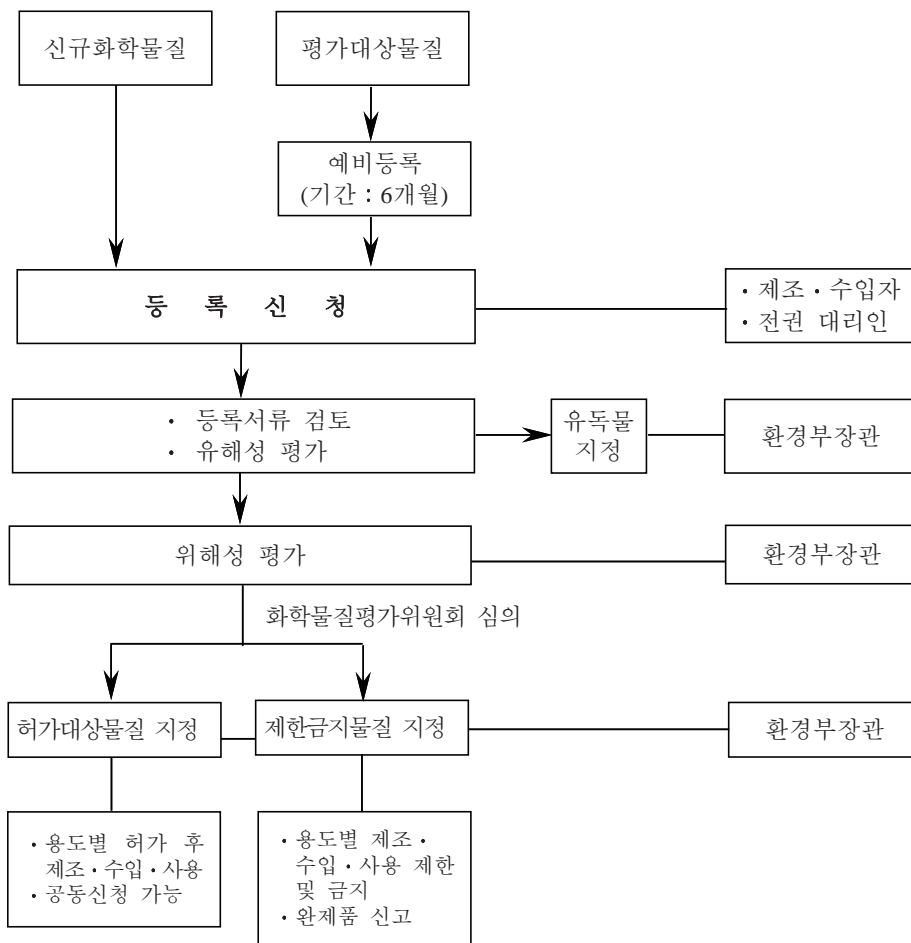 신규화학물질
평가대상물질
예비등록
(기간 : 6개월)
등 록 신 청
· 제조 · 수입자
· 전권 대리인
· 등록서류 검토
· 유해성 평가
유독물
지정
환경부장관
위해성 평가
환경부장관
화학물질평가위원회 심의
허가대상물질 지정
제한금지물질 지정
환경부장관
· 용도별 허가 후
제조 · 수입 · 사용
· 공동신청 가능
· 용도별 제조 ·
수입 · 사용 제한
및 금지
· 완제품 신고